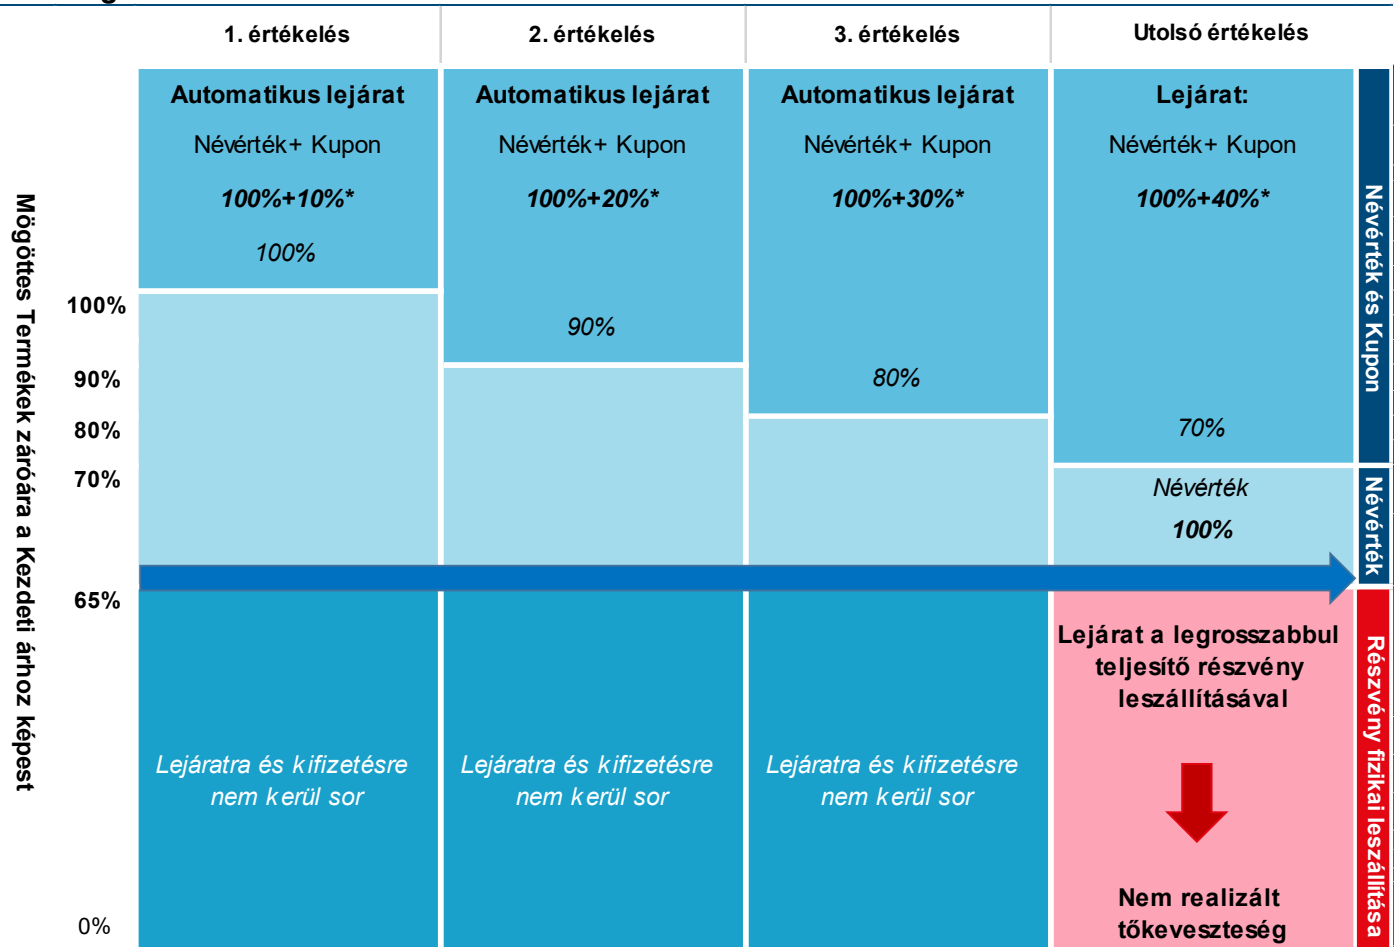 1. értékelés
2. értékelés
3. értékelés
Utolsó értékelés
Automatikus lejárat
Névérték+ Kupon
100%+10%*
100%
Automatikus lejárat
Névérték+ Kupon
100%+20%*
90%
Automatikus lejárat
Névérték+ Kupon
100%+30%*
80%
Lejárat:
Névérték+ Kupon
100%+40%*
70%
Névérték
100%
Mögöttes Termékek záróára a Kezdeti árhoz képest
100%
90%
80%
70%
65%
0%
Lejáratra és kifizetésre
nem kerül sor
Lejáratra és kifizetésre
nem kerül sor
Lejáratra és kifizetésre
nem kerül sor
Lejárat a legrosszabbul
teljesítő részvény
leszállításával
Nem realizált
tőkeveszteség
Névérték és Kupon
Névérték
Részvény fizikai leszállítása